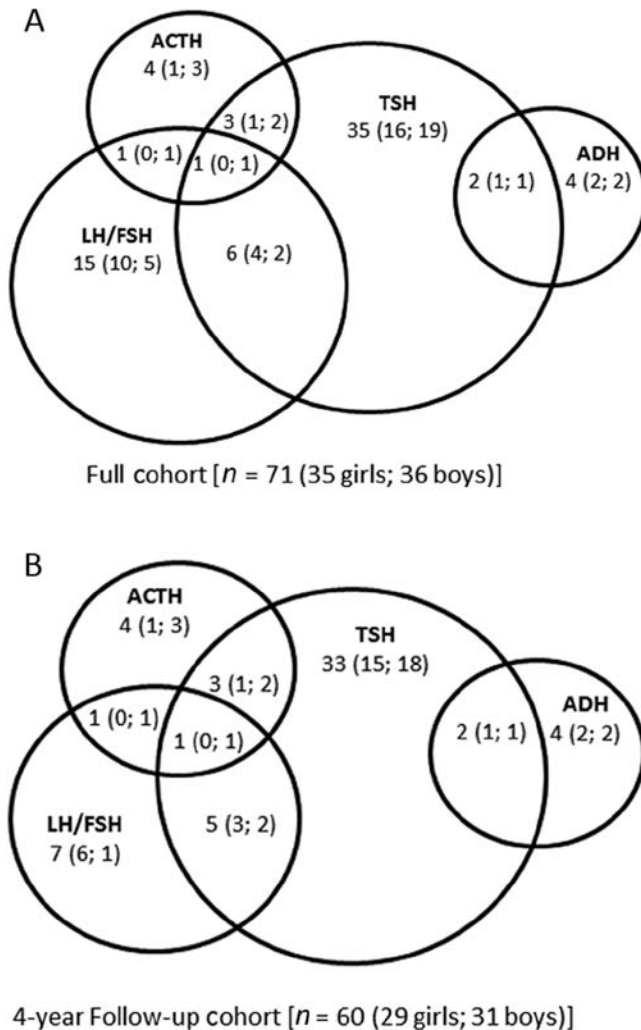 A
ACTH
4 (1; 3)
TSH
35 (16; 19)
3 (1; 2)
1 (0; 1)
1 (0; 1)
ADH
2 (1; 1)
4 (2; 2)
LH/FSH
15 (10; 5)
6 (4; 2)
Full cohort [n = 71 (35 girls; 36 boys)]
B
ACTH
4 (1; 3)
TSH
33 (15; 18)
3 (1; 2)
1 (0; 1)
1 (0; 1)
ADH
2 (1; 1)
4 (2; 2)
LH/FSH
7 (6; 1)
5 (3; 2)
4-year Follow-up cohort [n = 60 (29 girls; 31 boys)]